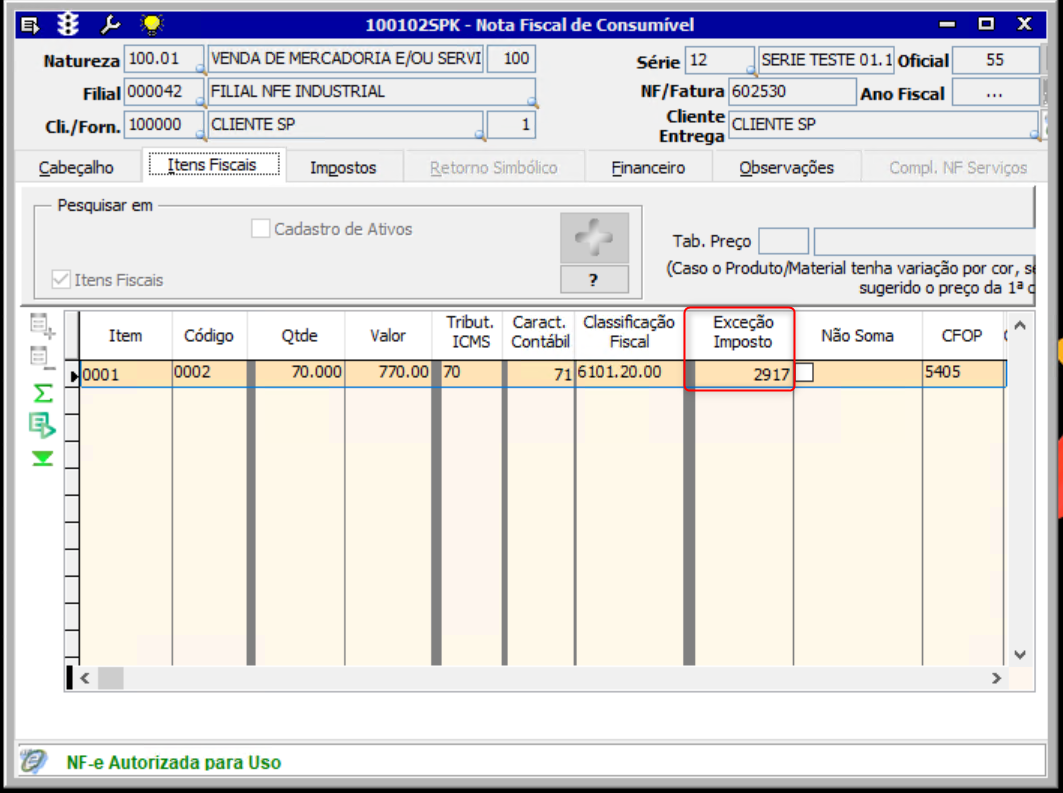 100102SPK - Nota Fiscal de Consumível
Natureza 100.01 VENDA DE MERCADORIA E/OU SERVI 100 Série 12 SERIE TESTE 01.1 Oficial 55
Filial 000042 FILIAL NFE INDUSTRIAL NF/Fatura 602530 Ano Fiscal ...
Cli./Forn. 100000 CLIENTE SP 1 Cliente Entrega CLIENTE SP
Cabeçalho Itens Fiscais Impostos Retorno Simbólico Financeiro Observações Compl. NF Serviços
Pesquisar em
Cadastro de Ativos
Tab. Preço
Itens Fiscais ?
(Caso o Produto/Material tenha variação por cor, se
sugerido o preço da 1ª c
Item Código Qtde Valor Tribut. ICMS Caract. Contábil Classificação Fiscal Exceção Imposto Não Soma CFOP
0001 0002 70.000 770.00 70 71 6101.20.00 2917 5405
NF-e Autorizada para Uso